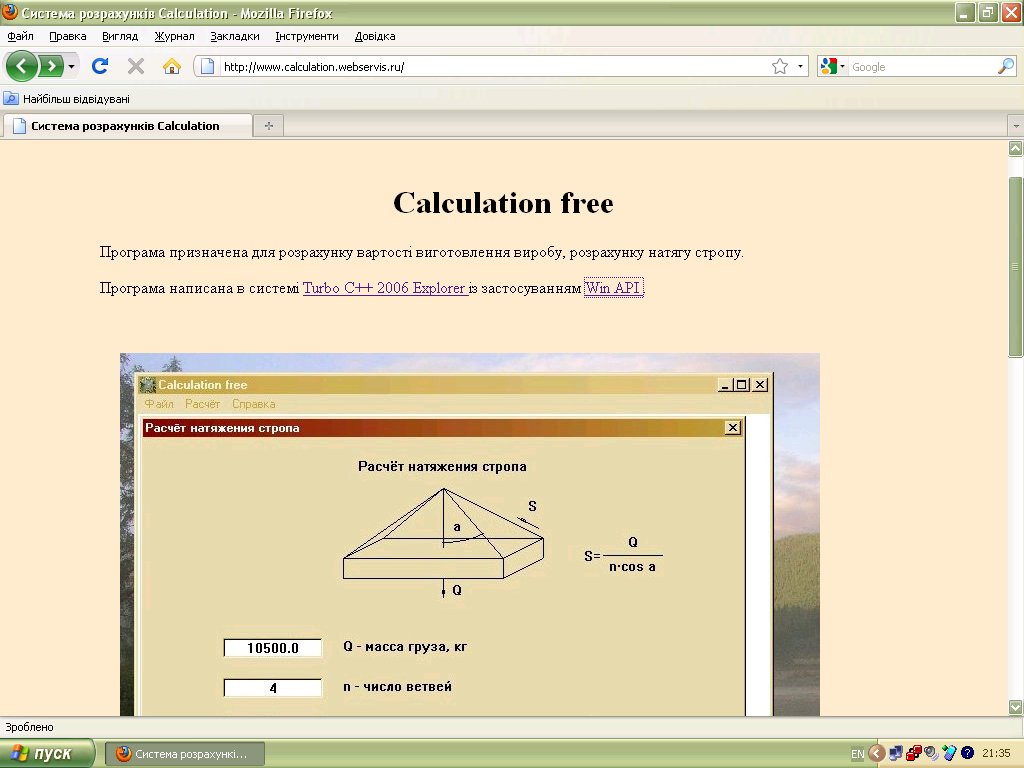 Система розрахунків Calculation - Mozilla Firefox
Файл Правка Вигляд Журнал Закладки Інструменти Довідка
http://www.calculation.webservis.ru/
Google
Найбільш відвідувані
Система розрахунків Calculation
Calculation free
Програма призначена для розрахунку вартості виготовлення виробу, розрахунку натягу стропу.
Програма написана в системі Turbo C++ 2006 Explorer із застосуванням Win API .
Calculation free
Файл Расчёт Справка
Расчёт натяжения стропа
Расчёт натяжения стропа
S
a
Q
S= Q
n·cos a
10500.0 Q - масса груза, кг
4 n - число ветвей
Зроблено
пуск
Система розрахункі...
EN
21:35